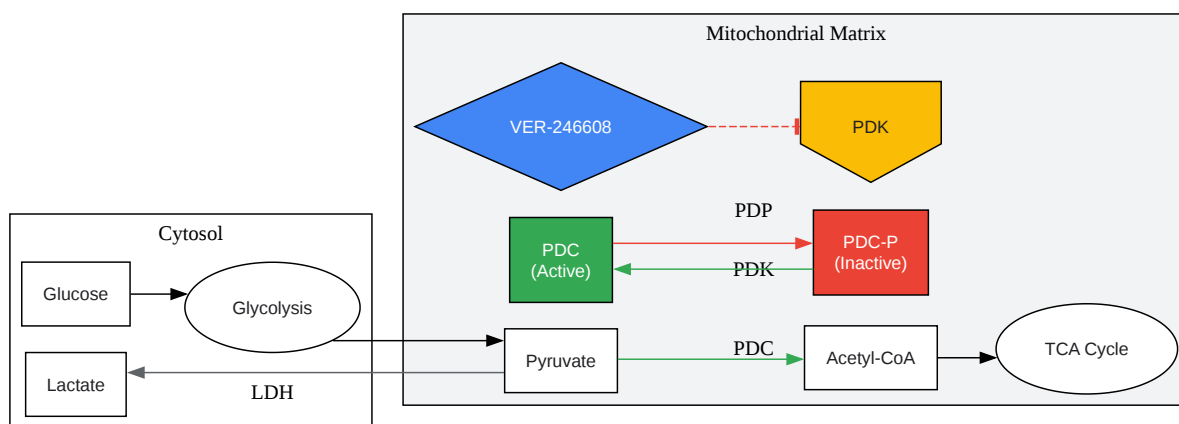 Mitochondrial Matrix
VER-246608
PDK
Cytosol
PDP
PDC
(Active)
PDC-P
(Inactive)
PDK
Glucose
Glycolysis
Pyruvate
PDC
Acetyl-CoA
TCA Cycle
Lactate
LDH